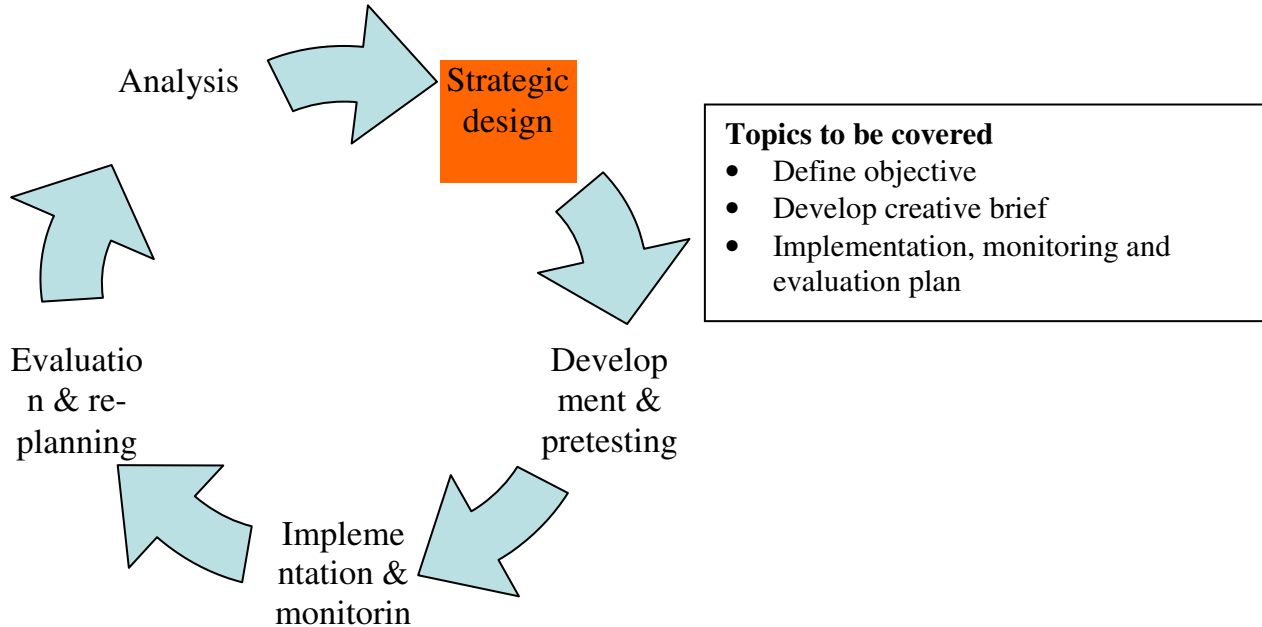 Analysis
Strategic
design
Topics to be covered
• Define objective
• Develop creative brief
• Implementation, monitoring and
evaluation plan
Develop
ment &
pretesting
Impleme
ntation &
monitorin
Evaluatio
n & re-
planning